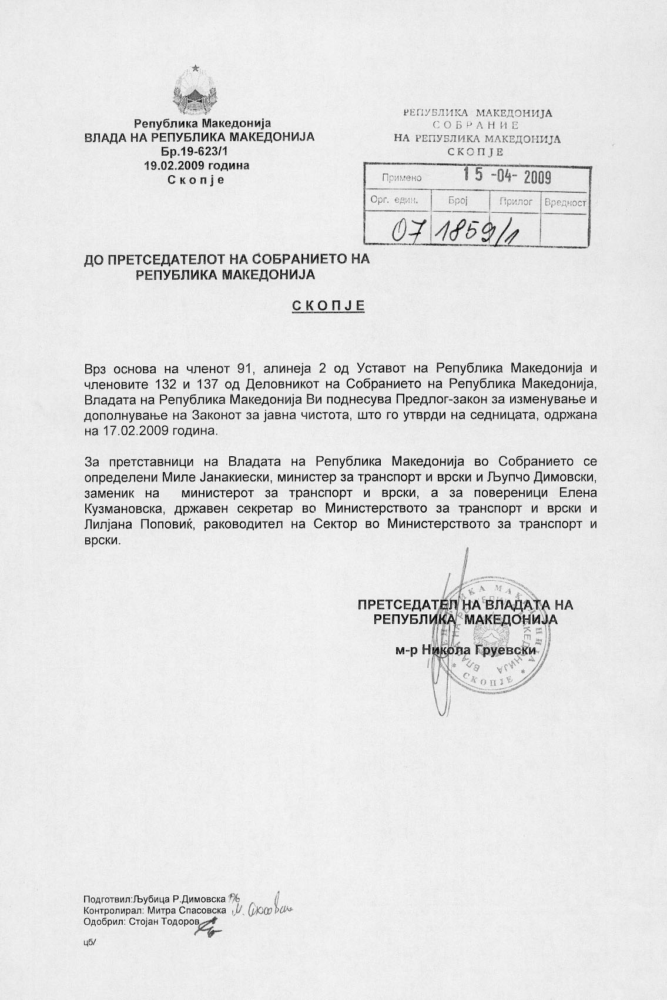 Република Македонија
ВЛАДА НА РЕПУБЛИКА МАКЕДОНИЈА
Бр.19-623/1
19.02.2009 година
С к о п ј е
РЕПУБЛИКА МАКЕДОНИЈА
С О Б Р А Н И Е
НА РЕПУБЛИКА МАКЕДОНИЈА
СКОПЈЕ
Примено 15 -04- 2009
Орг. един. Број Прилог Вредност
07 1859/1
ДО ПРЕТСЕДАТЕЛОТ НА СОБРАНИЕТО НА
РЕПУБЛИКА МАКЕДОНИЈА
С К О П Ј Е
Врз основа на членот 91, алинеја 2 од Уставот на Република Македонија и
членовите 132 и 137 од Деловникот на Собранието на Република Македонија,
Владата на Република Македонија Ви поднесува Предлог-закон за изменување и
дополнување на Законот за јавна чистота, што го утврди на седницата, одржана
на 17.02.2009 година.
За претставници на Владата на Република Македонија во Собранието се
определени Миле Јанакиески, министер за транспорт и врски и Љупчо Димовски,
заменик на министерот за транспорт и врски, а за повереници Елена
Кузмановска, државен секретар во Министерството за транспорт и врски и
Лилјана Поповиќ, раководител на Сектор во Министерството за транспорт и
врски.
ПРЕТСЕДАТЕЛ НА ВЛАДАТА НА
РЕПУБЛИКА МАКЕДОНИЈА
м-р Никола Груевски
РЕПУБЛИКА МАКЕДОНИЈА
ВЛАДА НА РЕПУБЛИКА МАКЕДОНИЈА
* СКОПЈЕ *
Подготвил:Љубица Р.Димовска
Контролирал: Митра Спасовска
Одобрил: Стојан Тодоров
цб/